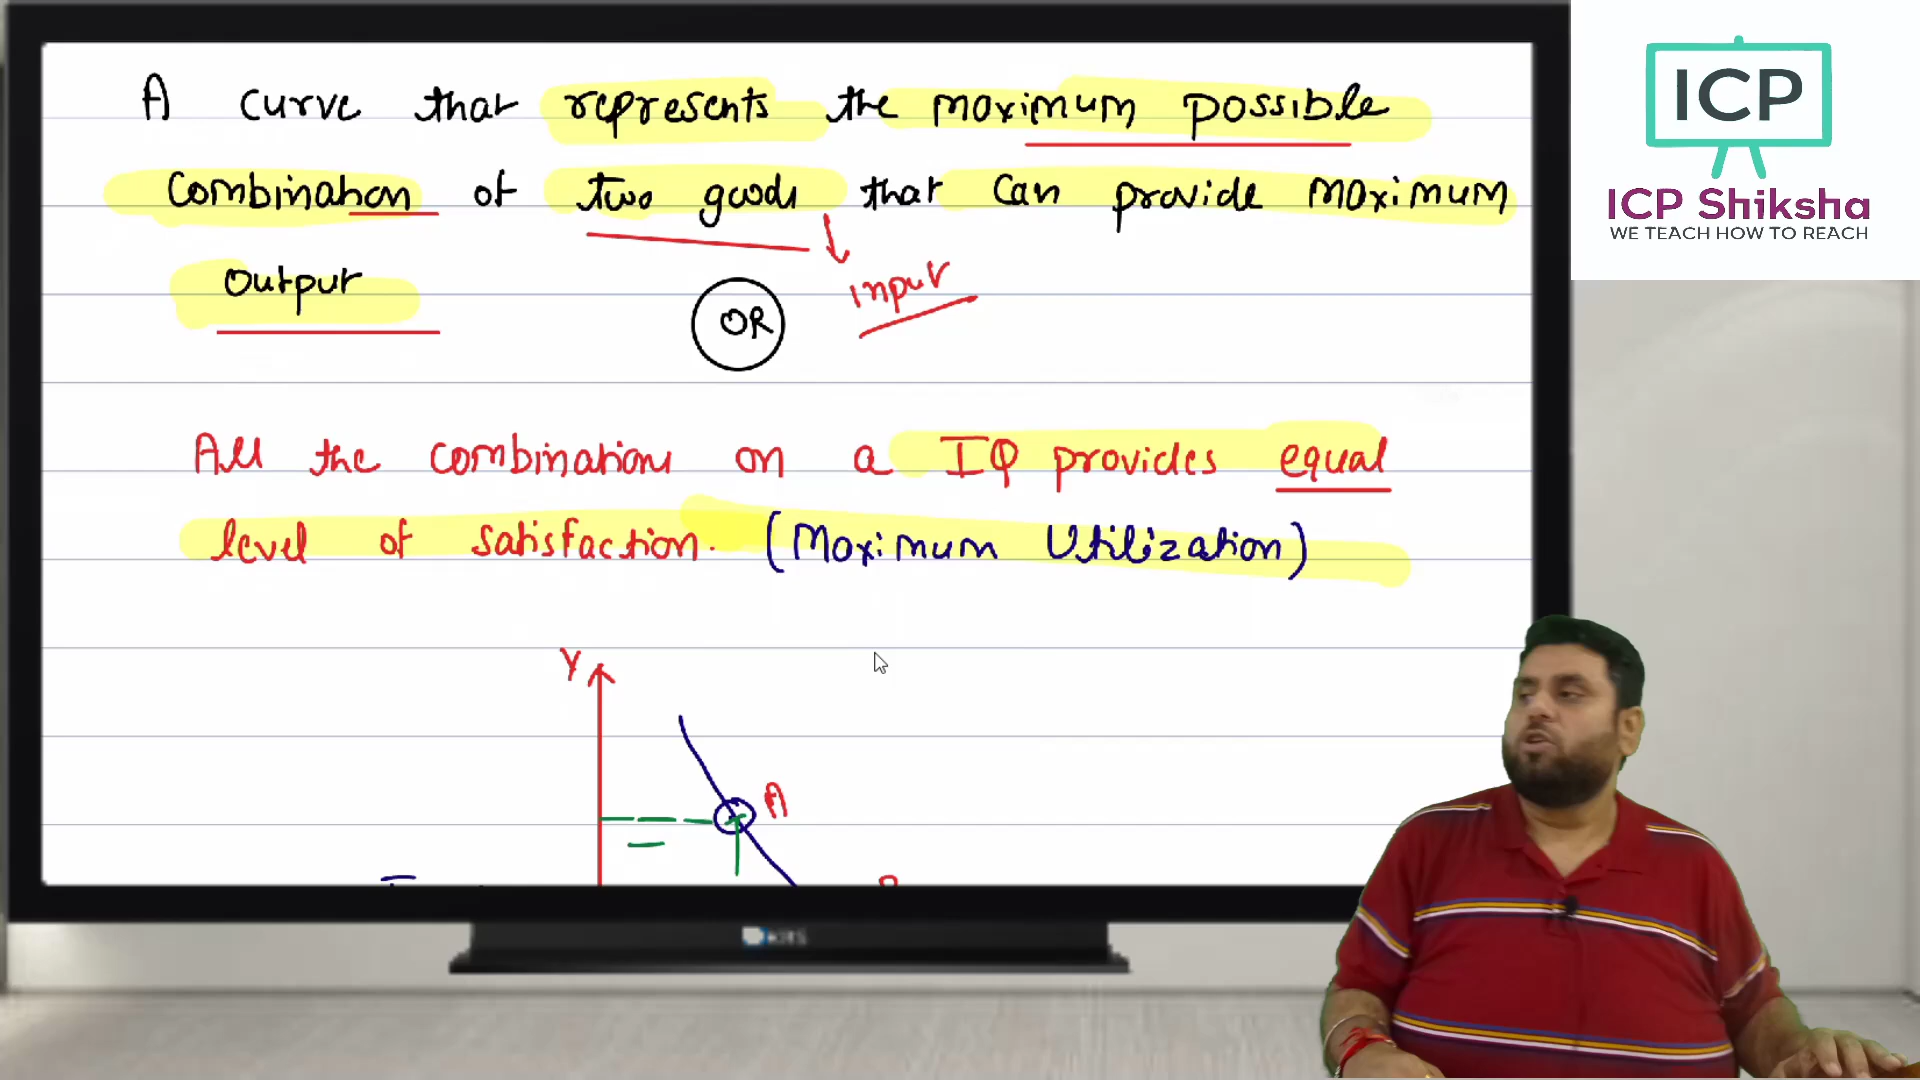 A curve that represents the maximum possible
Combination of two goods that can provide maximum
Output
input
OR
All the combinations on a IQ provides equal
level of satisfaction. (Maximum Utilization)
Y
A
ICP
ICP Shiksha
WE TEACH HOW TO REACH